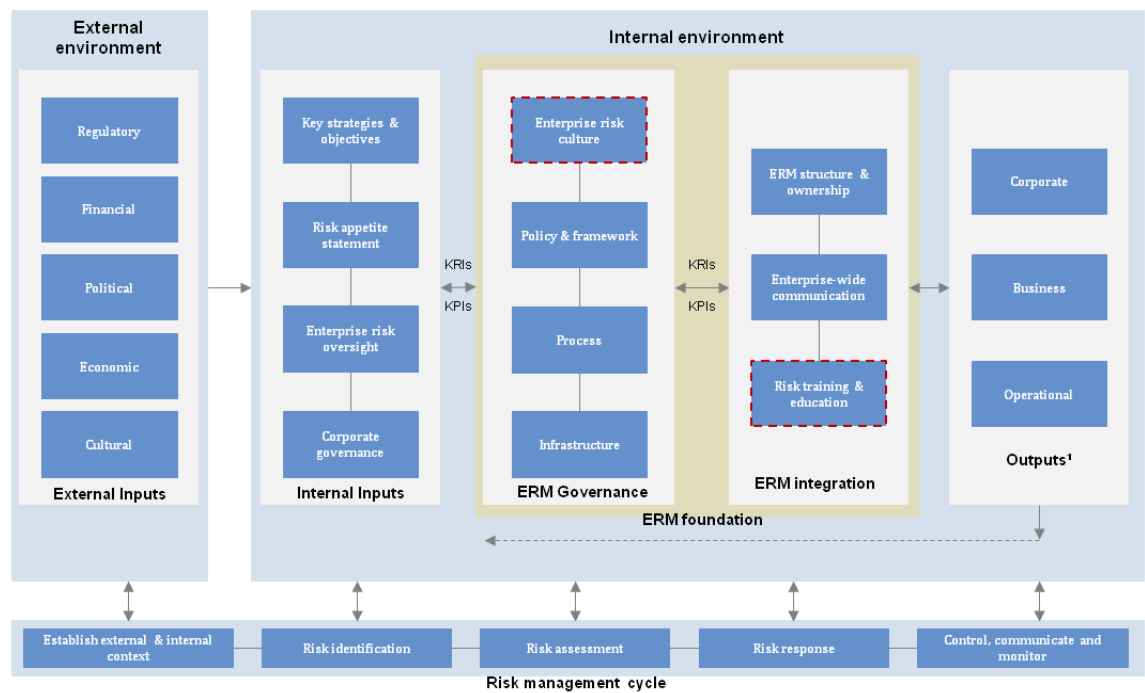 External
environment
Regulatory
Financial
Political
Economic
Cultural
External Inputs
Internal environment
Key strategies &
objectives
Risk appetite
statement
Enterprise risk
oversight
Corporate
governance
Internal Inputs
KRIs
KPIs
Enterprise risk
culture
Policy & framework
Process
Infrastructure
ERM Governance
KRIs
KPIs
ERM structure &
ownership
Enterprise-wide
communication
Risk training &
education
ERM integration
ERM foundation
Corporate
Business
Operational
Outputs¹
Establish external & internal
context
Risk identification
Risk assessment
Risk response
Control, communicate and
monitor
Risk management cycle